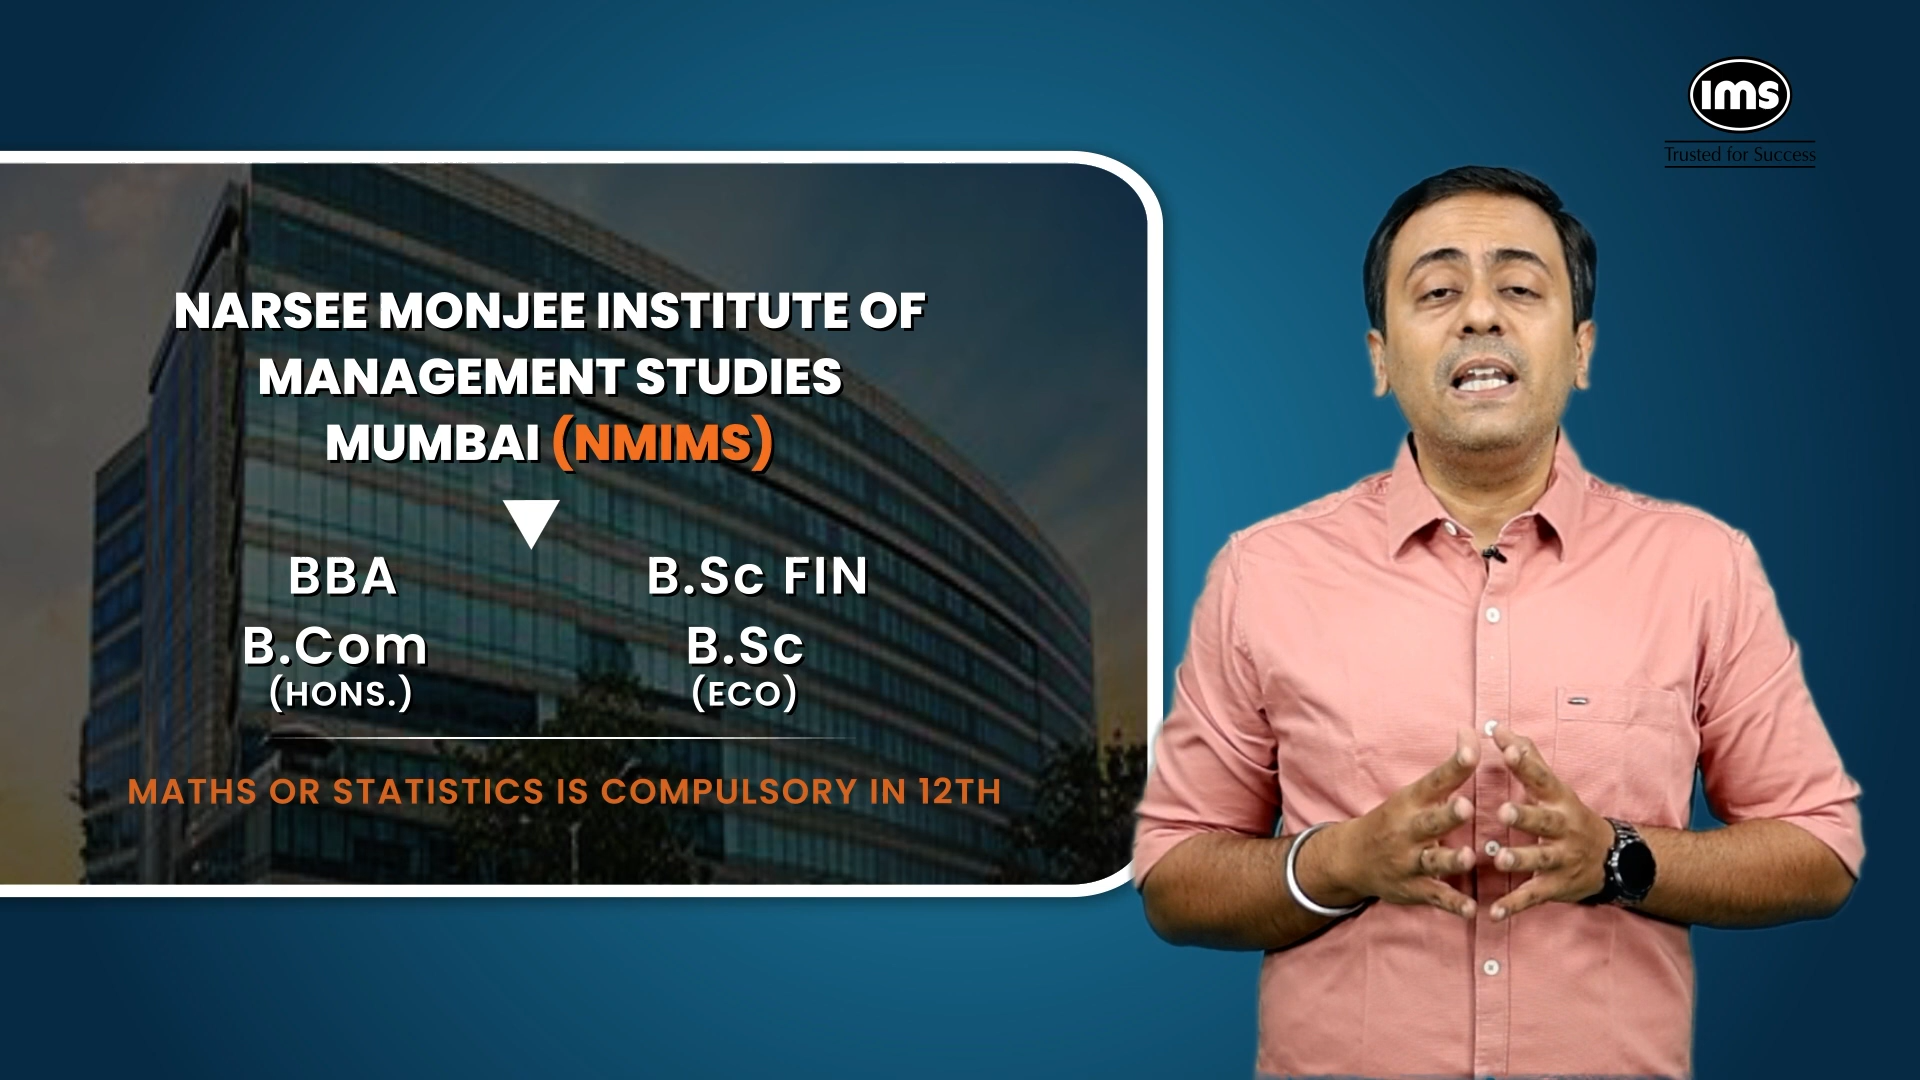 ims
Trusted for Success
NARSEE MONJEE INSTITUTE OF
MANAGEMENT STUDIES
MUMBAI (NMIMS)
BBA
B.Sc FIN
B.Com
(HONS.)
B.Sc
(ECO)
MATHS OR STATISTICS IS COMPULSORY IN 12TH